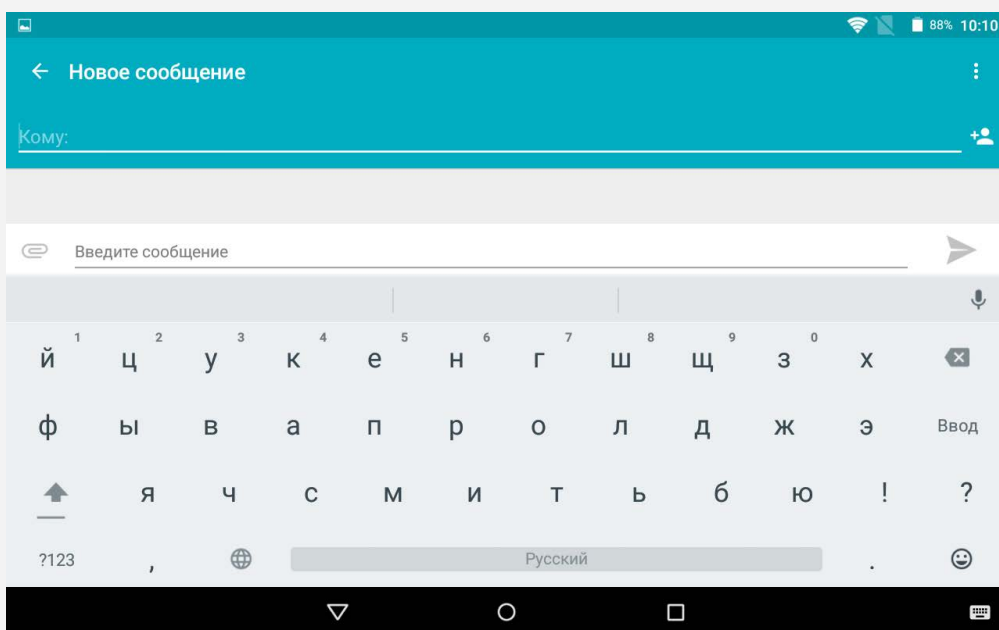 88% 10:10
Новое сообщение
Кому:
Введите сообщение
1 2 3 4 5 6 7 8 9 0
й ц у к е н г ш щ з х
ф ы в а п р о л д ж э Ввод
я ч с м и т ь б ю ! ?
?123 , Русский .